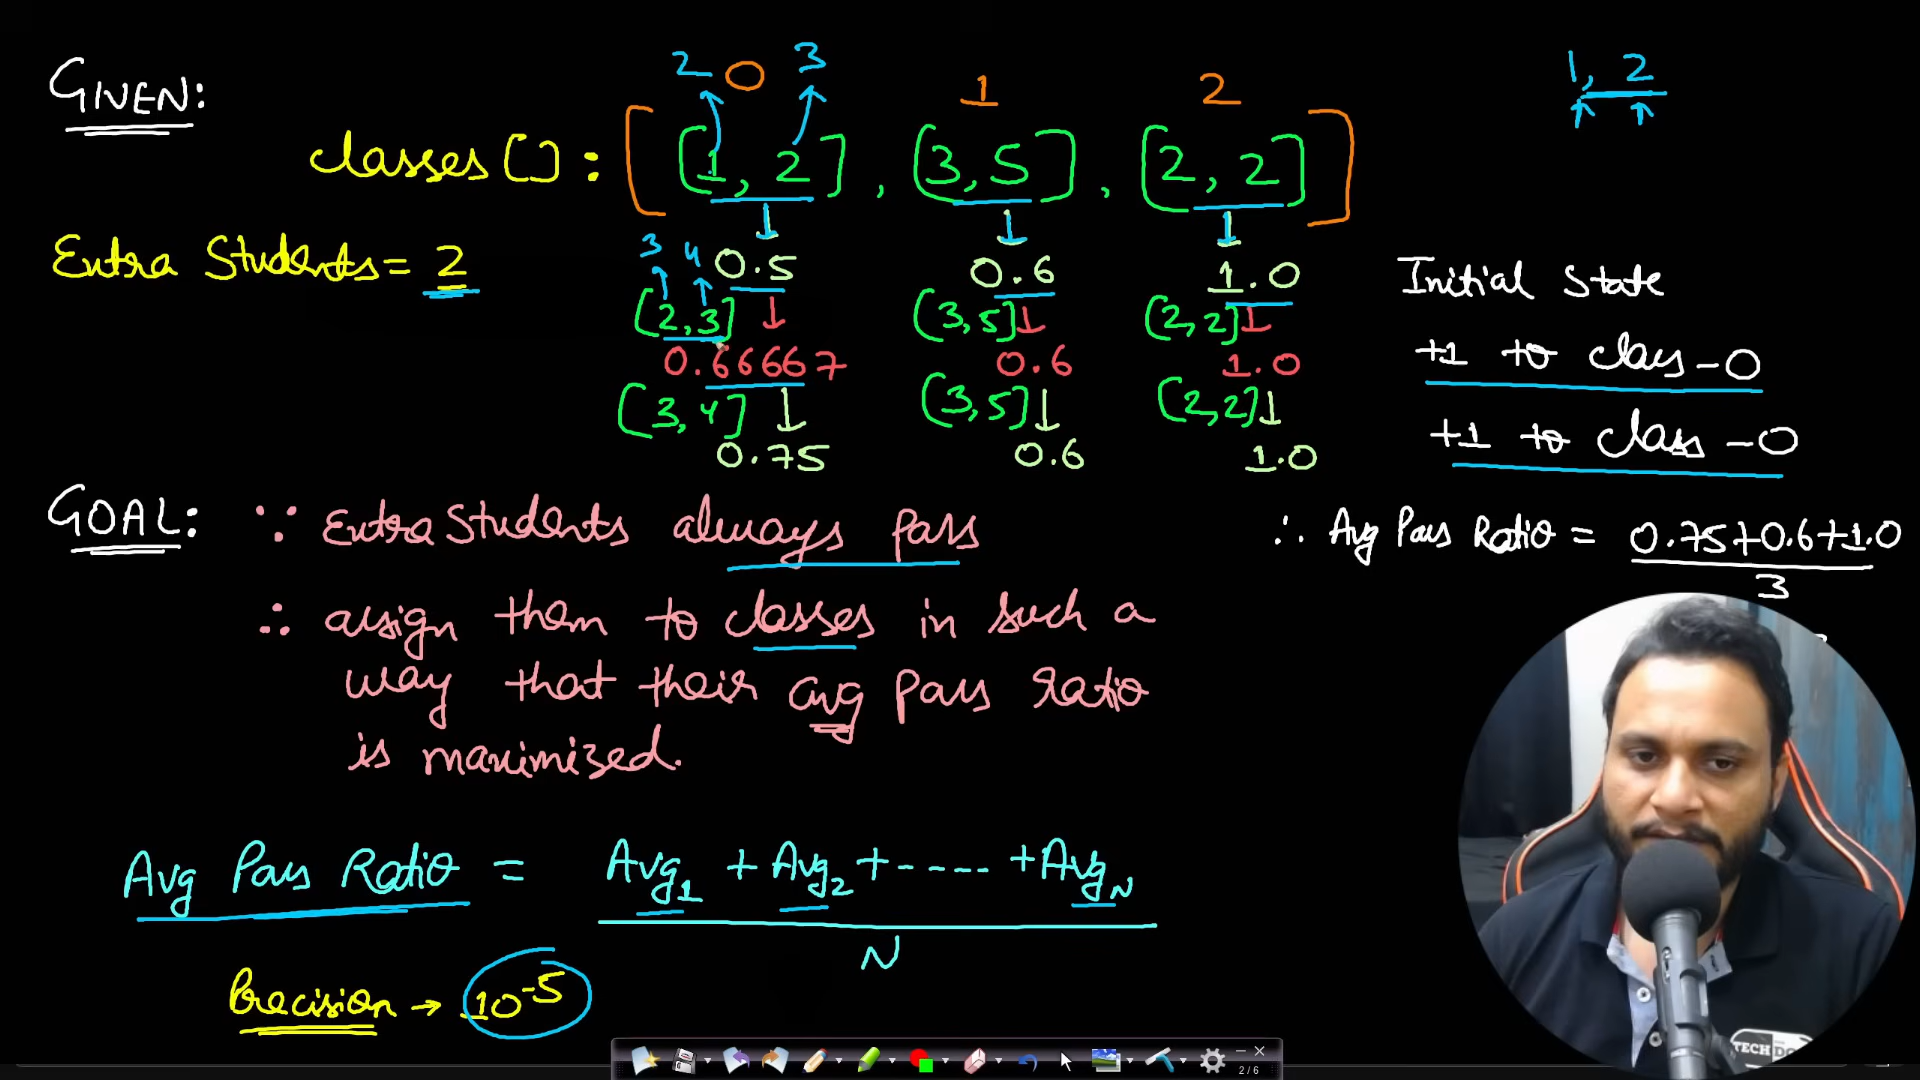 GIVEN:
2 0 3 1 2 1, 2
classes[] : [ [1, 2], [3, 5], [2, 2] ]
Extra Students = 2
3 4 0.5 0.6 1.0 Initial State
[2,3] [3,5] [2,2]
0.66667 0.6 1.0 +1 to class - 0
[3,4] [3,5] [2,2]
0.75 0.6 1.0 +1 to class - 0
GOAL: ∵ Extra Students always pass
∴ Avg Pass Ratio = 0.75+0.6+1.0
3
∴ assign them to classes in such a
way that their avg pass ratio
is maximized.
Avg Pass Ratio = Avg1 + Avg2 + ---- + AvgN
N
Precision → 10-5
2/6